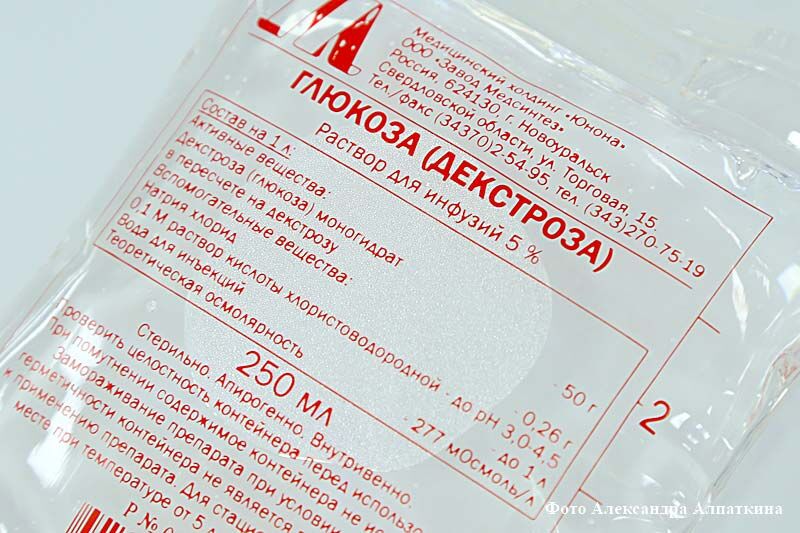 Медицинский холдинг "Юнона"
ООО "Завод Медсинтез"
Россия, 624130, г. Новоуральск
Свердловской области, ул. Торговая, 15
Тел./факс (34370)2-54-95, тел. (343)270-75-19
ГЛЮКОЗА (ДЕКСТРОЗА)
Раствор для инфузий 5 %
Состав на 1 л:
Активные вещества:
Декстроза (глюкоза) моногидрат
в пересчете на декстрозу - 50 г
Вспомогательные вещества:
Натрия хлорид - 0,26 г
0,1 М раствор кислоты хлористоводородной - до pH 3,0-4,5
Вода для инъекций - до 1 л
Теоретическая осмолярность - 277 мОсмоль/л
250 мл
2
Стерильно. Апирогенно. Внутривенно.
Проверить целостность контейнера перед использо
При помутнении содержимое контейнера не ис
Замораживание препарата при условии
герметичности контейнера не является
к применению препарата. Для стацио
месте при температуре от 5
Р №
Фото Александра Алпаткина